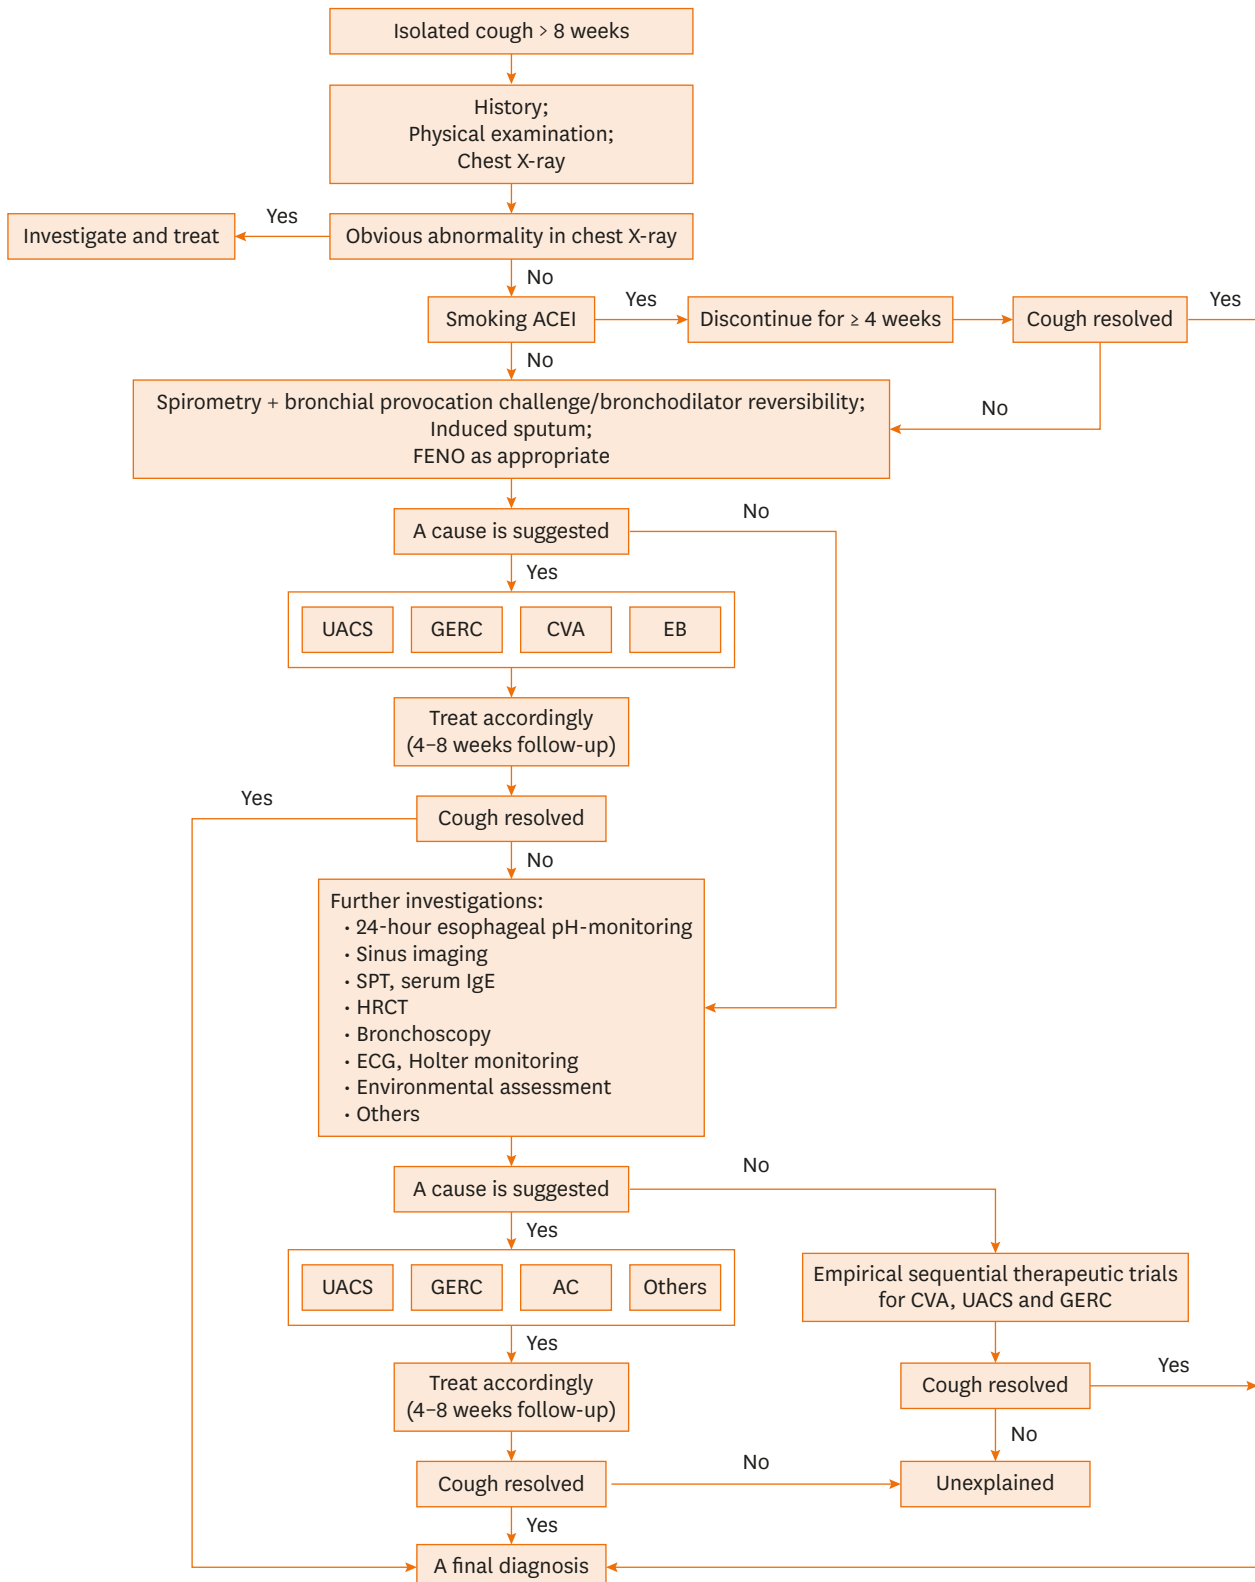 Isolated cough > 8 weeks
History;
Physical examination;
Chest X-ray
Yes
Investigate and treat
Obvious abnormality in chest X-ray
No
Smoking ACEI
Yes
Discontinue for ≥ 4 weeks
Cough resolved
Yes
No
No
Spirometry + bronchial provocation challenge/bronchodilator reversibility;
Induced sputum;
FENO as appropriate
A cause is suggested
No
Yes
UACS
GERC
CVA
EB
Treat accordingly
(4–8 weeks follow-up)
Yes
Cough resolved
No
Further investigations:
· 24-hour esophageal pH-monitoring
· Sinus imaging
· SPT, serum IgE
· HRCT
· Bronchoscopy
· ECG, Holter monitoring
· Environmental assessment
· Others
A cause is suggested
No
Yes
UACS
GERC
AC
Others
Empirical sequential therapeutic trials
for CVA, UACS and GERC
Yes
Treat accordingly
(4–8 weeks follow-up)
Cough resolved
Yes
No
Cough resolved
No
Unexplained
Yes
A final diagnosis